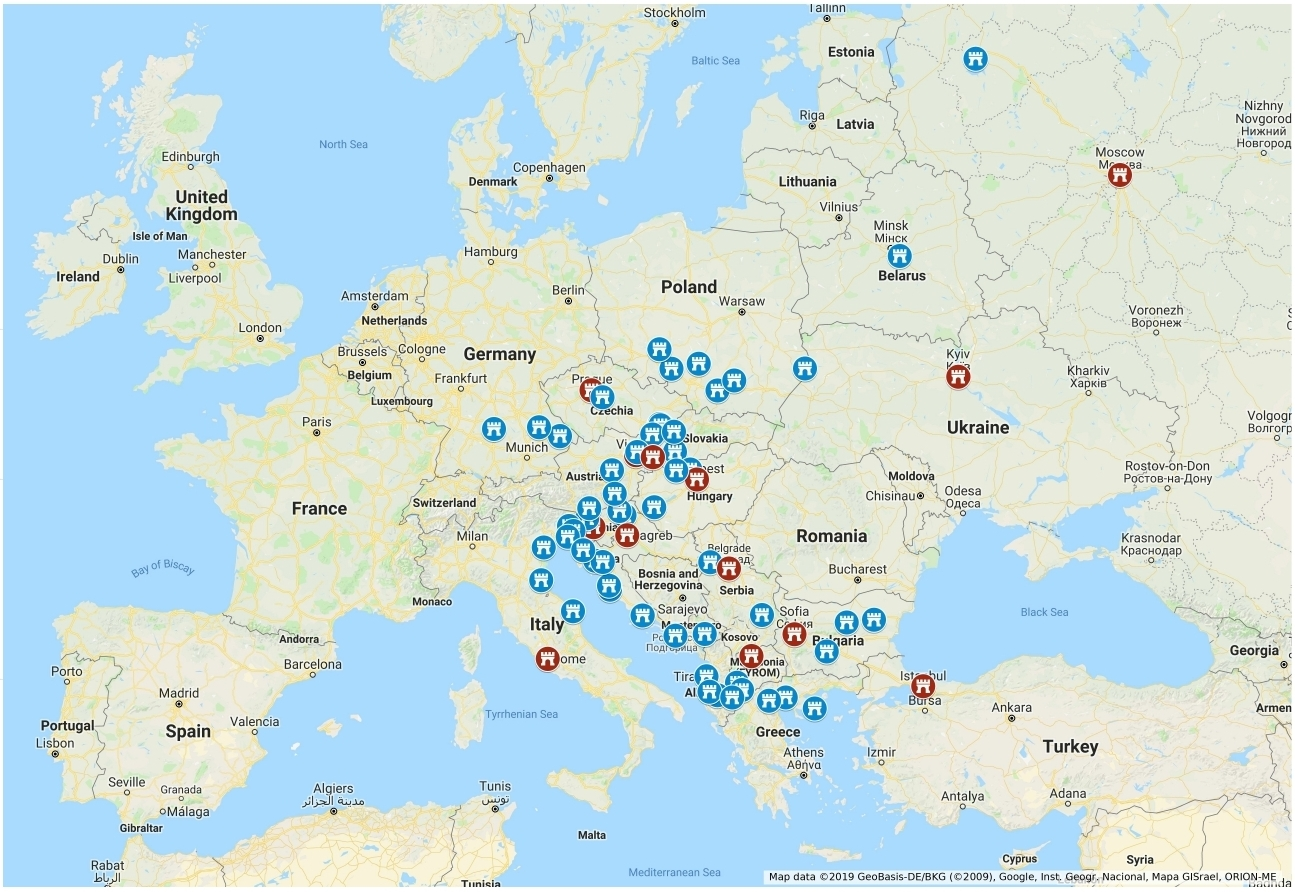 Stockholm
Tallinn
Estonia
Baltic Sea
Nizhny
Novgorod
Нижний
Новгород
Riga
Latvia
North Sea
Edinburgh
Copenhagen
Denmark
Moscow
Lithuania
United
Kingdom
Vilnius
Isle of Man
Minsk
Мінск
Belarus
Dublin
Manchester
Ireland
Liverpool
Hamburg
Poland
Berlin
Amsterdam
Warsaw
Netherlands
Voronezh
Воронеж
London
Brussels
Cologne
Germany
Belgium
Frankfurt
Prague
Kyiv
Kharkiv
Харків
Luxembourg
Czechia
Paris
Ukraine
Slovakia
Munich
Austria
Rostov-on-Don
Ростов-на-Дону
Moldova
Hungary
Chisinau
Odesa
Одеса
Switzerland
France
Milan
Romania
Krasnodar
Краснодар
Belgrade
Bosnia and
Herzegovina
Bucharest
Serbia
Bay of Biscay
Monaco
Sarajevo
Sofia
Black Sea
Italy
Andorra
Kosovo
Bulgaria
Georgia
Porto
Barcelona
(FYROM)
Madrid
Istanbul
Bursa
Ankara
Portugal
Spain
Valencia
Tyrrhenian Sea
Greece
Lisbon
Turkey
Athens
Αθήνα
Izmir
Seville
Granada
Málaga
Algiers
مدينة الجزائر
Tunis
تونس
Antalya
Adana
Gibraltar
Malta
Rabat
الرباط
Cyprus
Syria
Mediterranean Sea
Tunisia
Map data ©2019 GeoBasis-DE/BKG (©2009), Google, Inst. Geogr. Nacional, Mapa GISrael, ORION-ME